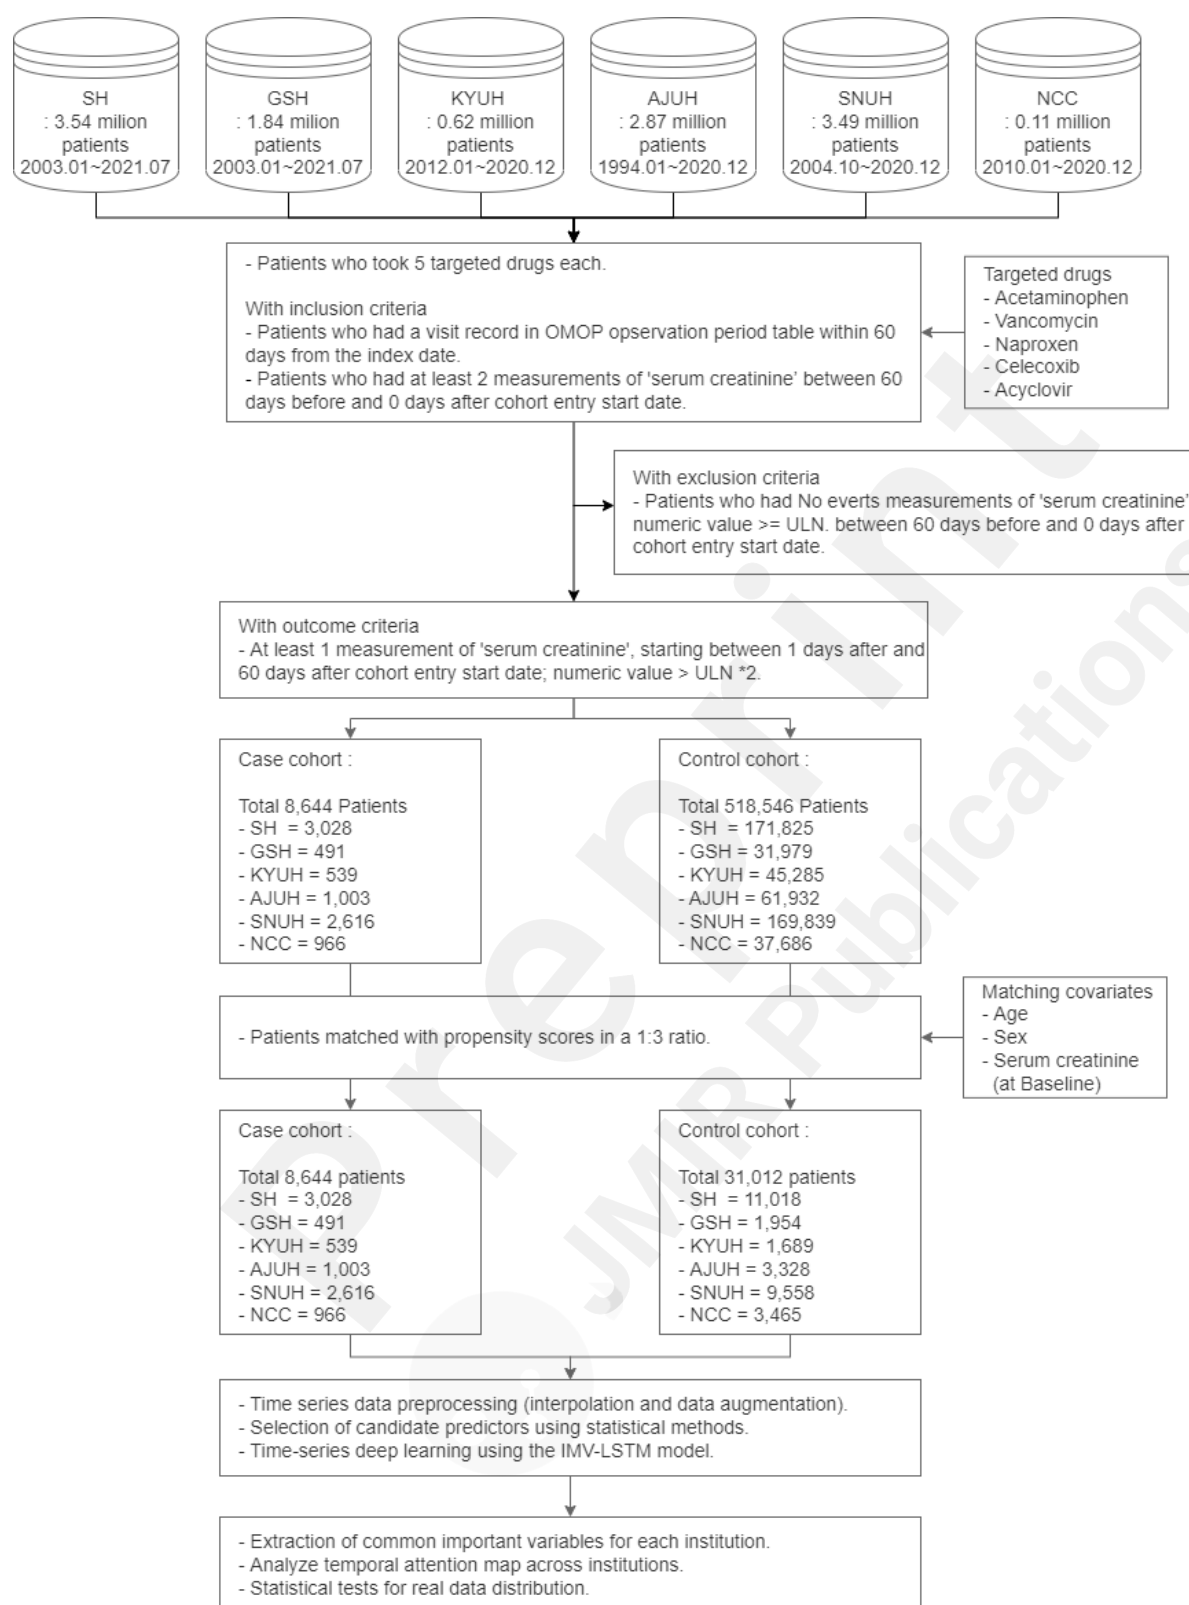 SH
: 3.54 milion
patients
2003.01~2021.07
GSH
: 1.84 milion
patients
2003.01~2021.07
KYUH
: 0.62 million
patients
2012.01~2020.12
AJUH
: 2.87 million
patients
1994.01~2020.12
SNUH
: 3.49 million
patients
2004.10~2020.12
NCC
: 0.11 million
patients
2010.01~2020.12
- Patients who took 5 targeted drugs each.
With inclusion criteria
- Patients who had a visit record in OMOP opservation period table within 60
days from the index date.
- Patients who had at least 2 measurements of 'serum creatinine' between 60
days before and 0 days after cohort entry start date.
Targeted drugs
- Acetaminophen
- Vancomycin
- Naproxen
- Celecoxib
- Acyclovir
With exclusion criteria
- Patients who had No everts measurements of 'serum creatinine'
numeric value >= ULN. between 60 days before and 0 days after
cohort entry start date.
With outcome criteria
- At least 1 measurement of 'serum creatinine', starting between 1 days after and
60 days after cohort entry start date; numeric value > ULN *2.
Case cohort :
Total 8,644 Patients
- SH = 3,028
- GSH = 491
- KYUH = 539
- AJUH = 1,003
- SNUH = 2,616
- NCC = 966
Control cohort :
Total 518,546 Patients
- SH = 171,825
- GSH = 31,979
- KYUH = 45,285
- AJUH = 61,932
- SNUH = 169,839
- NCC = 37,686
- Patients matched with propensity scores in a 1:3 ratio.
Matching covariates
- Age
- Sex
- Serum creatinine
(at Baseline)
Case cohort :
Total 8,644 patients
- SH = 3,028
- GSH = 491
- KYUH = 539
- AJUH = 1,003
- SNUH = 2,616
- NCC = 966
Control cohort :
Total 31,012 patients
- SH = 11,018
- GSH = 1,954
- KYUH = 1,689
- AJUH = 3,328
- SNUH = 9,558
- NCC = 3,465
- Time series data preprocessing (interpolation and data augmentation).
- Selection of candidate predictors using statistical methods.
- Time-series deep learning using the IMV-LSTM model.
- Extraction of common important variables for each institution.
- Analyze temporal attention map across institutions.
- Statistical tests for real data distribution.
Preprint
JMIR Publications